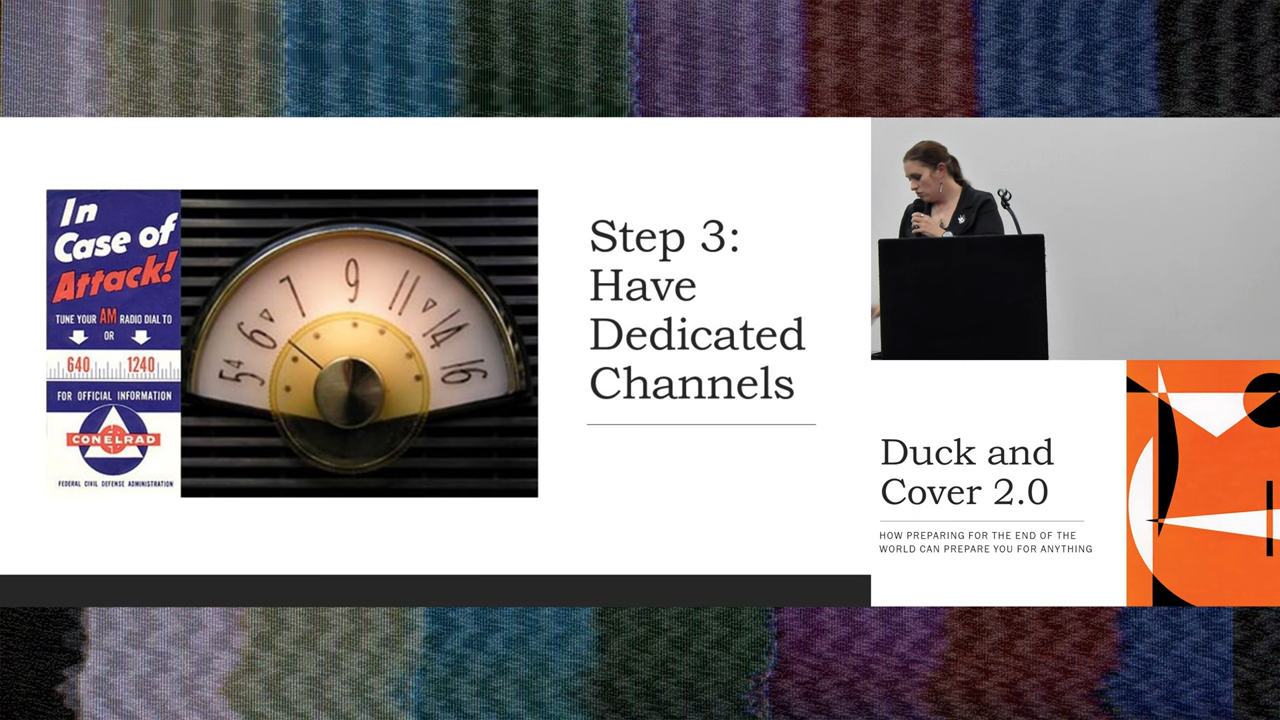 In
Case of
Attack!
TUNE YOUR AM RADIO DIAL TO
OR
640 1240
FOR OFFICIAL INFORMATION
CONELRAD
FEDERAL CIVIL DEFENSE ADMINISTRATION
54 6 7 9 11 14 16
Step 3:
Have
Dedicated
Channels
Duck and
Cover 2.0
HOW PREPARING FOR THE END OF THE
WORLD CAN PREPARE YOU FOR ANYTHING